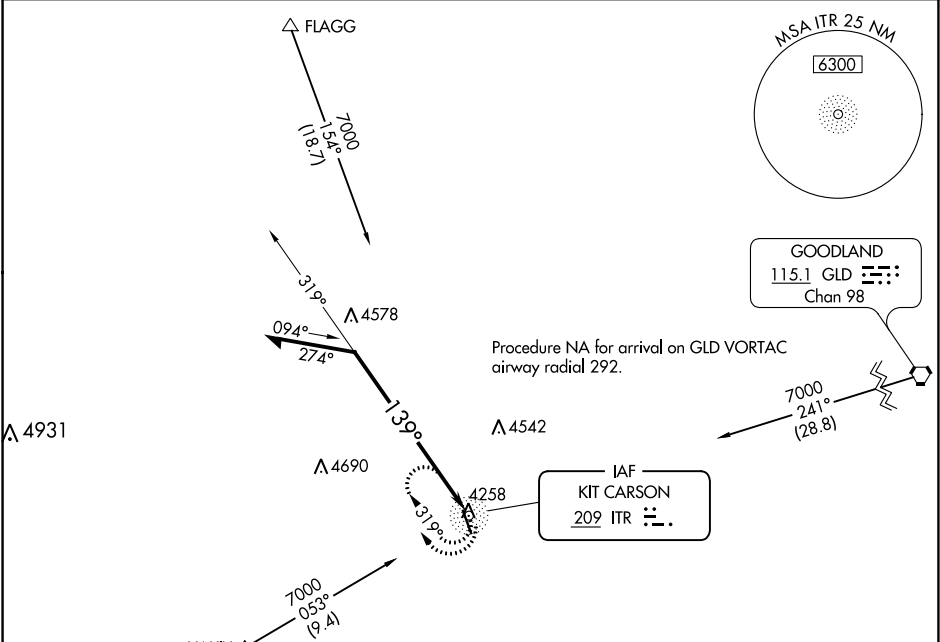 FLAGG
MSA ITR 25 NM
6300
7000
154°
(18.7)
GOODLAND
115.1 GLD
Chan 98
319°
4578
094°
274°
Procedure NA for arrival on GLD VORTAC
airway radial 292.
7000
241°
(28.8)
139°
4931
4542
4690
IAF
KIT CARSON
209 ITR
4258
319°
7000
053°
(9.4)